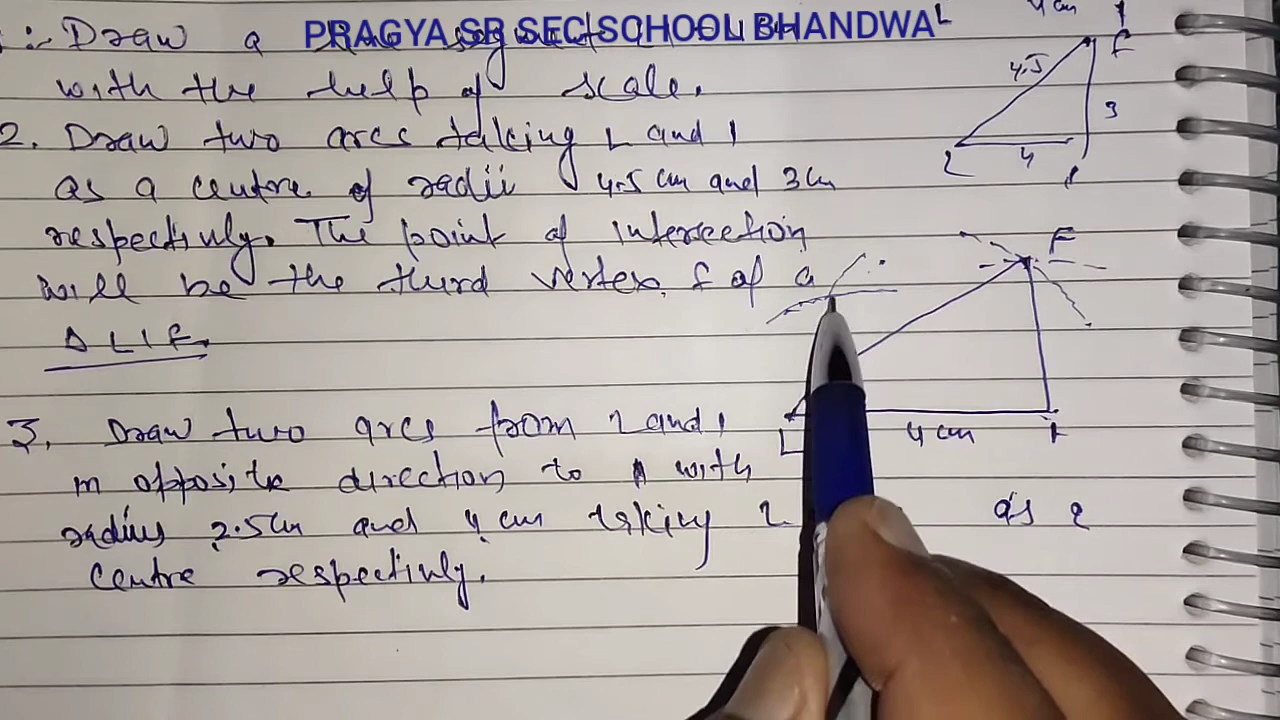 :- Draw a
PRAGYA SR SEC SCHOOL BHANDWA
with the help of scale.
2. Draw two arcs taking L and I
as a centre of radii 4.5 cm and 3 cm
respectively. The point of intersection
will be the third vertex F of a
Δ LIF.
3. Draw two arcs from L and I
in opposite direction to with
radius 2.5cm and 4 cm taking L as a
centre respectively.
L 4 cm I
F
4.5
3
L 4 I
F
L 4 cm I